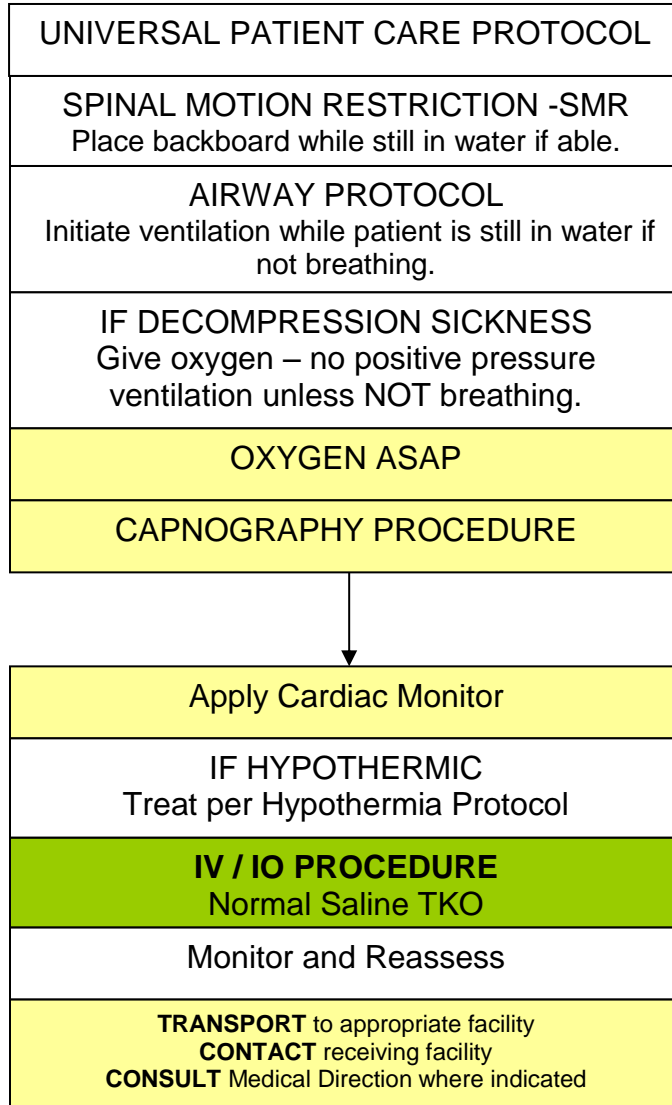 UNIVERSAL PATIENT CARE PROTOCOL
SPINAL MOTION RESTRICTION -SMR
Place backboard while still in water if able.
AIRWAY PROTOCOL
Initiate ventilation while patient is still in water if
not breathing.
IF DECOMPRESSION SICKNESS
Give oxygen – no positive pressure
ventilation unless NOT breathing.
OXYGEN ASAP
CAPNOGRAPHY PROCEDURE
Apply Cardiac Monitor
IF HYPOTHERMIC
Treat per Hypothermia Protocol
IV / IO PROCEDURE
Normal Saline TKO
Monitor and Reassess
TRANSPORT to appropriate facility
CONTACT receiving facility
CONSULT Medical Direction where indicated